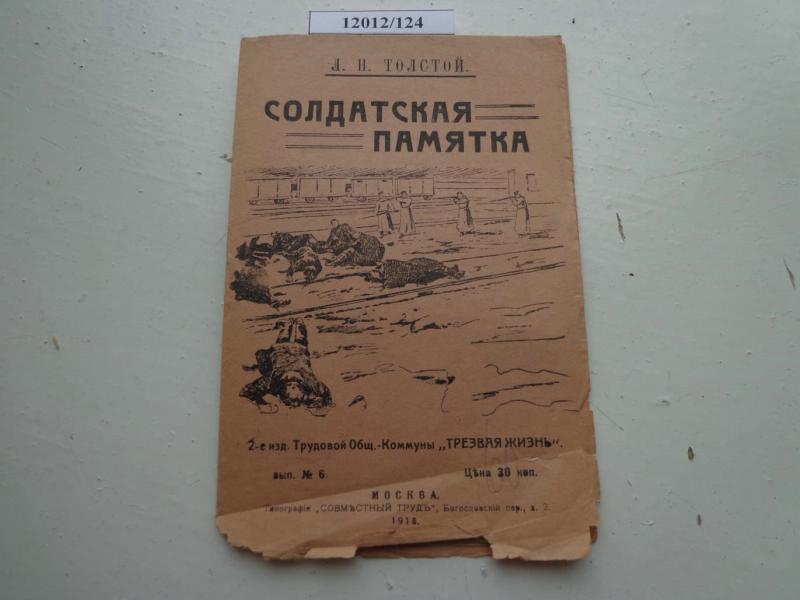 12012/124
Л. Н. ТОЛСТОЙ.
СОЛДАТСКАЯ
ПАМЯТКА
2-е изд. Трудовой Общ.-Коммуны „ТРЕЗВАЯ ЖИЗНЬ“.
вып. № 6. Цѣна 30 коп.
МОСКВА.
Типографія „СОВМѢСТНЫЙ ТРУДЪ“, Богословскій пер., д. 2.
1918.